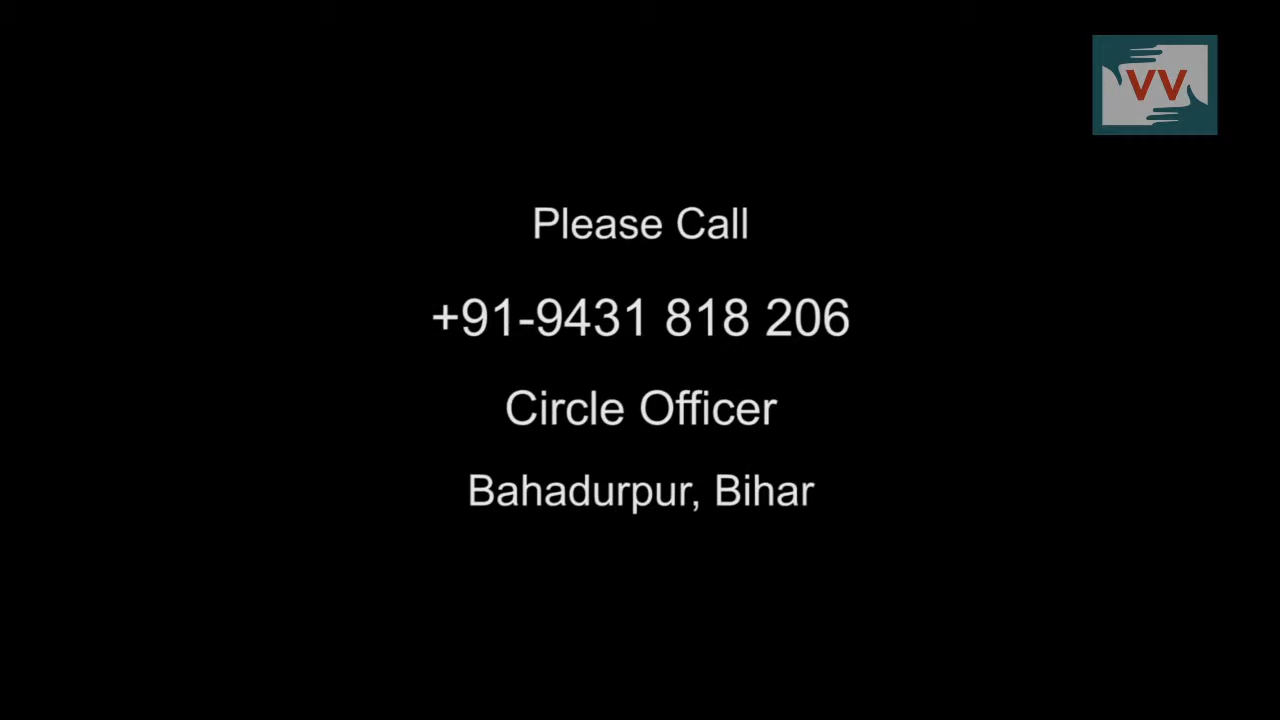 VV
Please Call
+91-9431 818 206
Circle Officer
Bahadurpur, Bihar